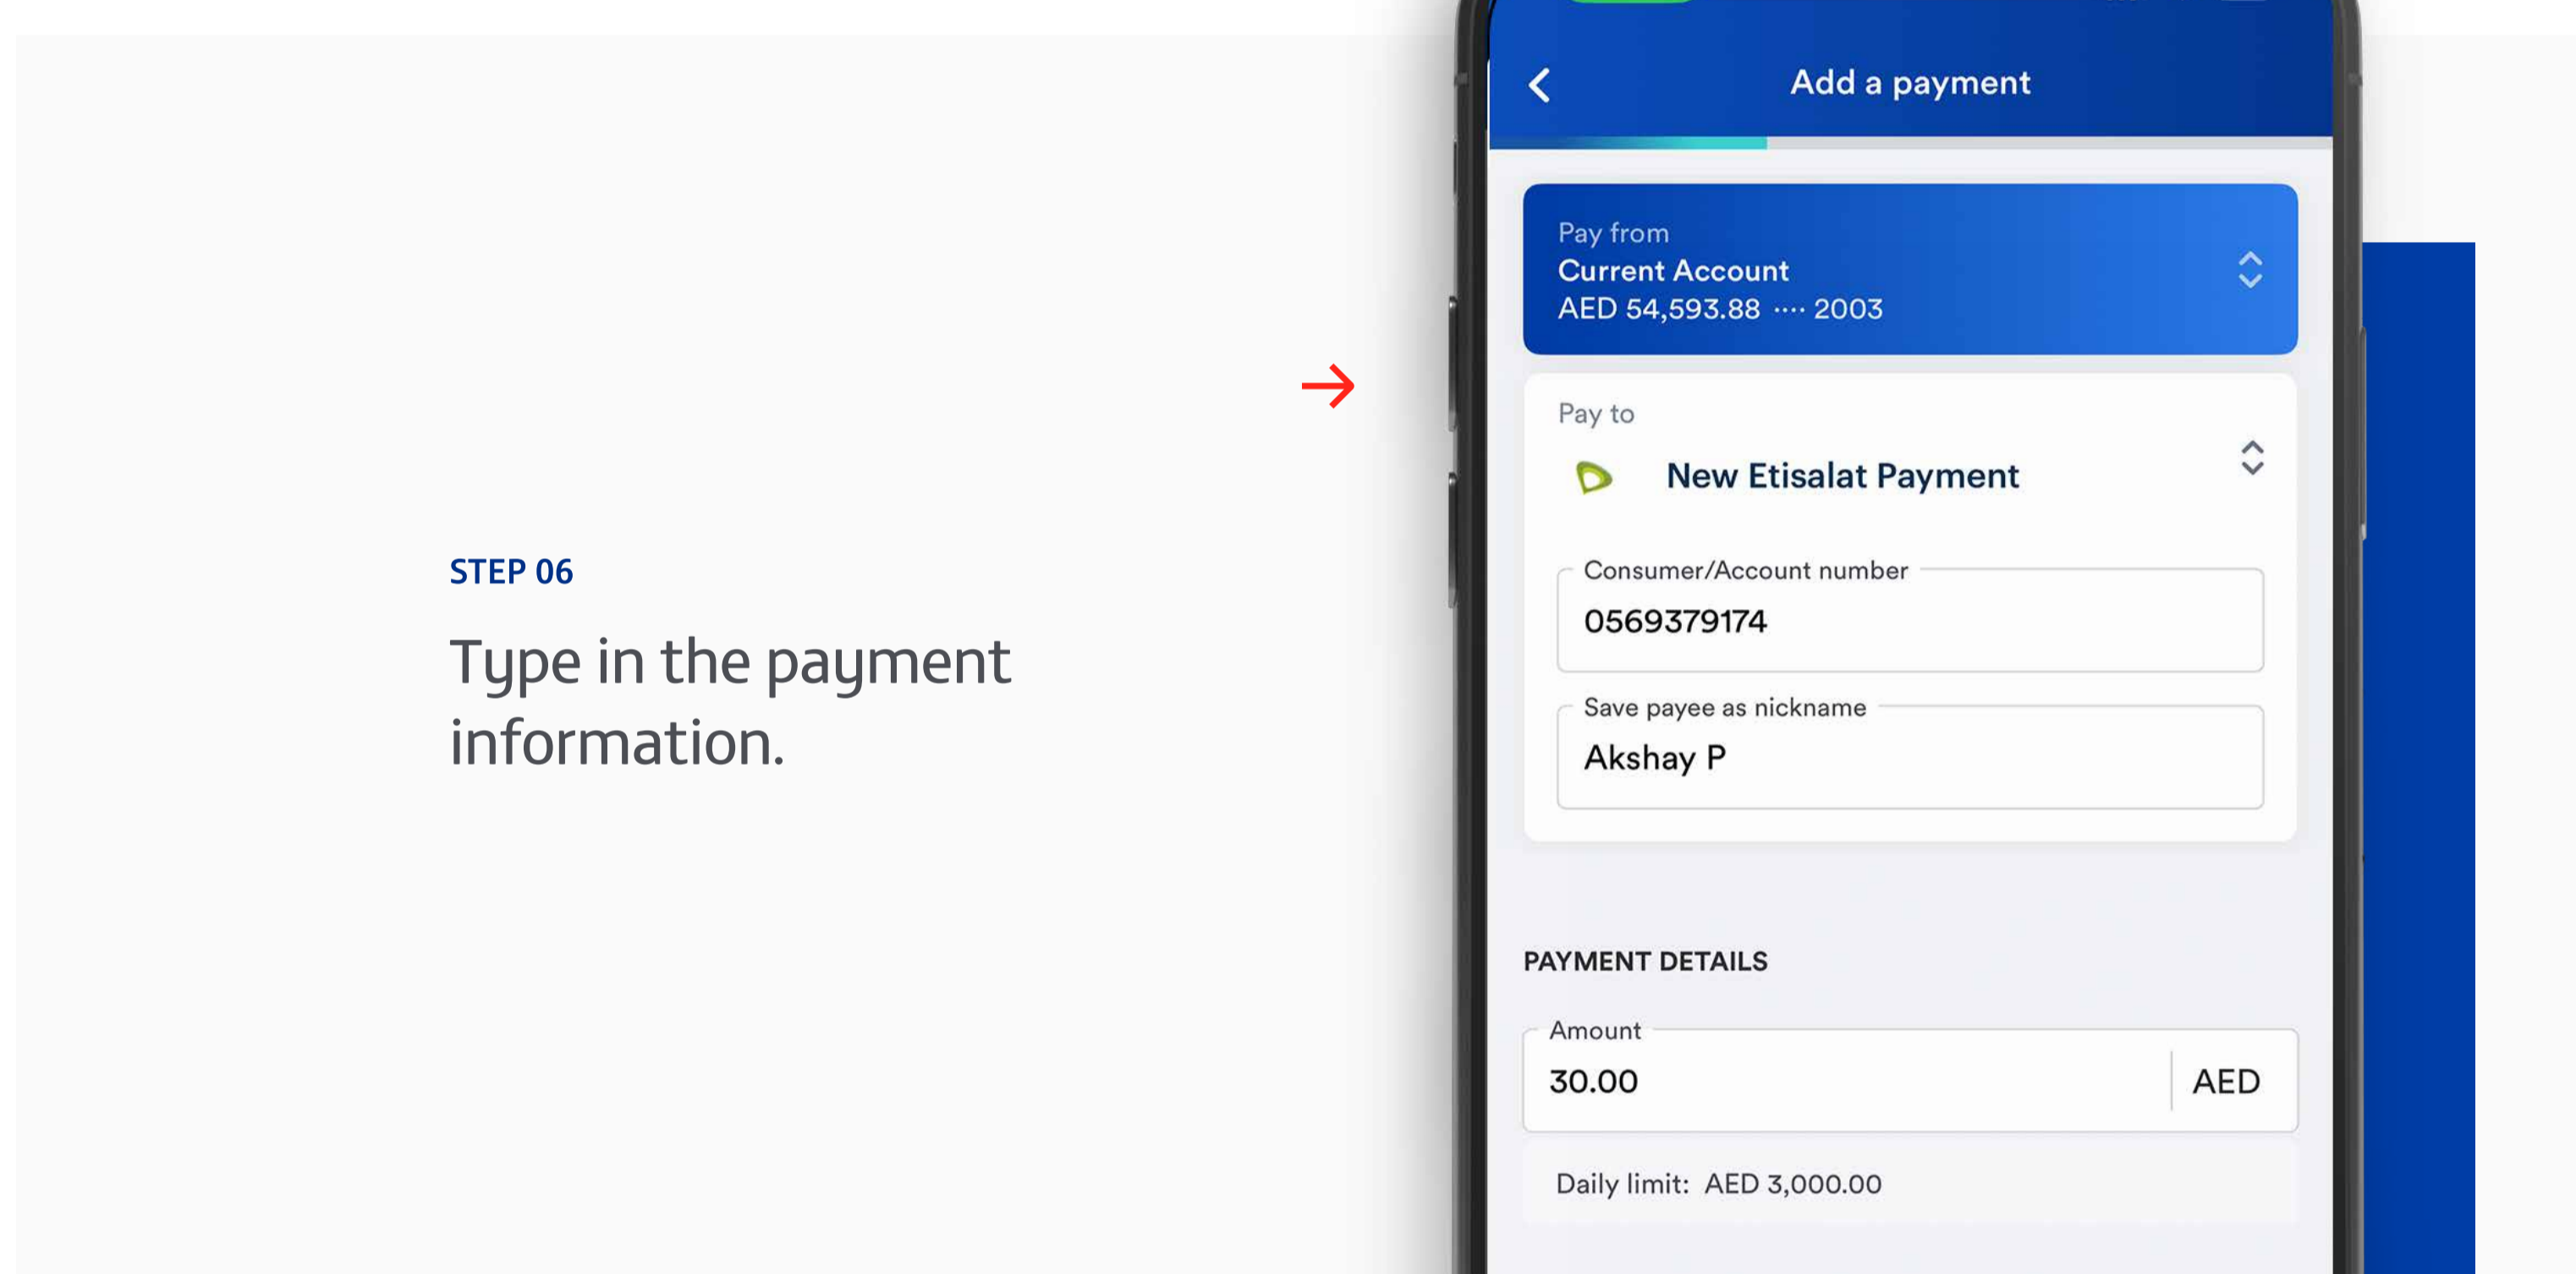 STEP 06
Type in the payment
information.
Add a payment
Pay from
Current Account
AED 54,593.88 ···· 2003
Pay to
New Etisalat Payment
Consumer/Account number
0569379174
Save payee as nickname
Akshay P
PAYMENT DETAILS
Amount
30.00
AED
Daily limit: AED 3,000.00